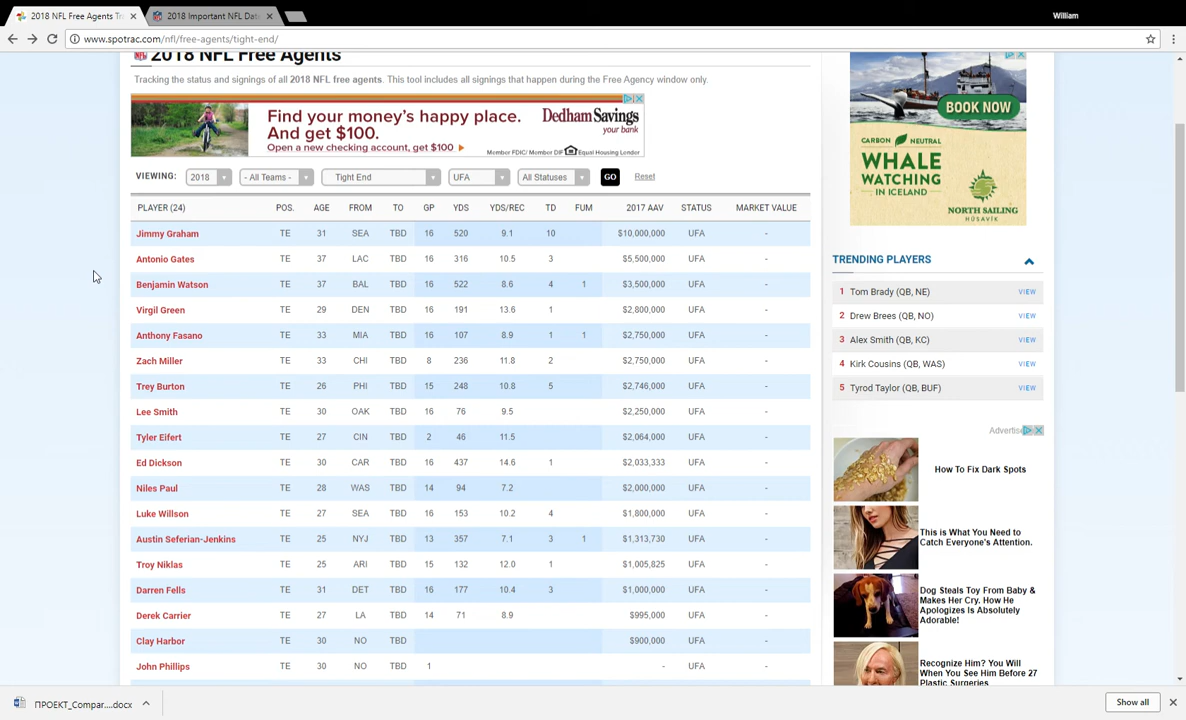 2018 NFL Free Agents Tr
2018 Important NFL Date
William
www.spotrac.com/nfl/free-agents/tight-end/
2018 NFL Free Agents
Tracking the status and signings of all 2018 NFL free agents. This tool includes all signings that happen during the Free Agency window only.
Find your money's happy place.
And get $100.
Open a new checking account, get $100
Dedham Savings
your bank
Member FDIC/ Member DIF Equal Housing Lender
VIEWING: 2018 - All Teams - Tight End UFA All Statuses GO Reset
PLAYER (24) POS. AGE FROM TO GP YDS YDS/REC TD FUM 2017 AAV STATUS MARKET VALUE
Jimmy Graham TE 31 SEA TBD 16 520 9.1 10 $10,000,000 UFA -
Antonio Gates TE 37 LAC TBD 16 316 10.5 3 $5,500,000 UFA -
Benjamin Watson TE 37 BAL TBD 16 522 8.6 4 1 $3,500,000 UFA -
Virgil Green TE 29 DEN TBD 16 191 13.6 1 $2,800,000 UFA -
Anthony Fasano TE 33 MIA TBD 16 107 8.9 1 1 $2,750,000 UFA -
Zach Miller TE 33 CHI TBD 8 236 11.8 2 $2,750,000 UFA -
Trey Burton TE 26 PHI TBD 15 248 10.8 5 $2,746,000 UFA -
Lee Smith TE 30 OAK TBD 16 76 9.5 $2,250,000 UFA -
Tyler Eifert TE 27 CIN TBD 2 46 11.5 $2,064,000 UFA -
Ed Dickson TE 30 CAR TBD 16 437 14.6 1 $2,033,333 UFA -
Niles Paul TE 28 WAS TBD 14 94 7.2 $2,000,000 UFA -
Luke Willson TE 27 SEA TBD 16 153 10.2 4 $1,800,000 UFA -
Austin Seferian-Jenkins TE 25 NYJ TBD 13 357 7.1 3 1 $1,313,730 UFA -
Troy Niklas TE 25 ARI TBD 15 132 12.0 1 $1,005,825 UFA -
Darren Fells TE 31 DET TBD 16 177 10.4 3 $1,000,000 UFA -
Derek Carrier TE 27 LA TBD 14 71 8.9 $995,000 UFA -
Clay Harbor TE 30 NO TBD $900,000 UFA -
John Phillips TE 30 NO TBD 1 - UFA -
BOOK NOW
CARBON NEUTRAL
WHALE
WATCHING
IN ICELAND
NORTH SAILING
HÚSAVÍK
TRENDING PLAYERS
1 Tom Brady (QB, NE) VIEW
2 Drew Brees (QB, NO) VIEW
3 Alex Smith (QB, KC) VIEW
4 Kirk Cousins (QB, WAS) VIEW
5 Tyrod Taylor (QB, BUF) VIEW
Advertise
How To Fix Dark Spots
This is What You Need to
Catch Everyone's Attention.
Dog Steals Toy From Baby &
Makes Her Cry. How He
Apologizes Is Absolutely
Adorable!
Recognize Him? You Will
When You See Him Before 27
Plastic Surgeries
ПРОЕКТ_Compar....docx
Show all